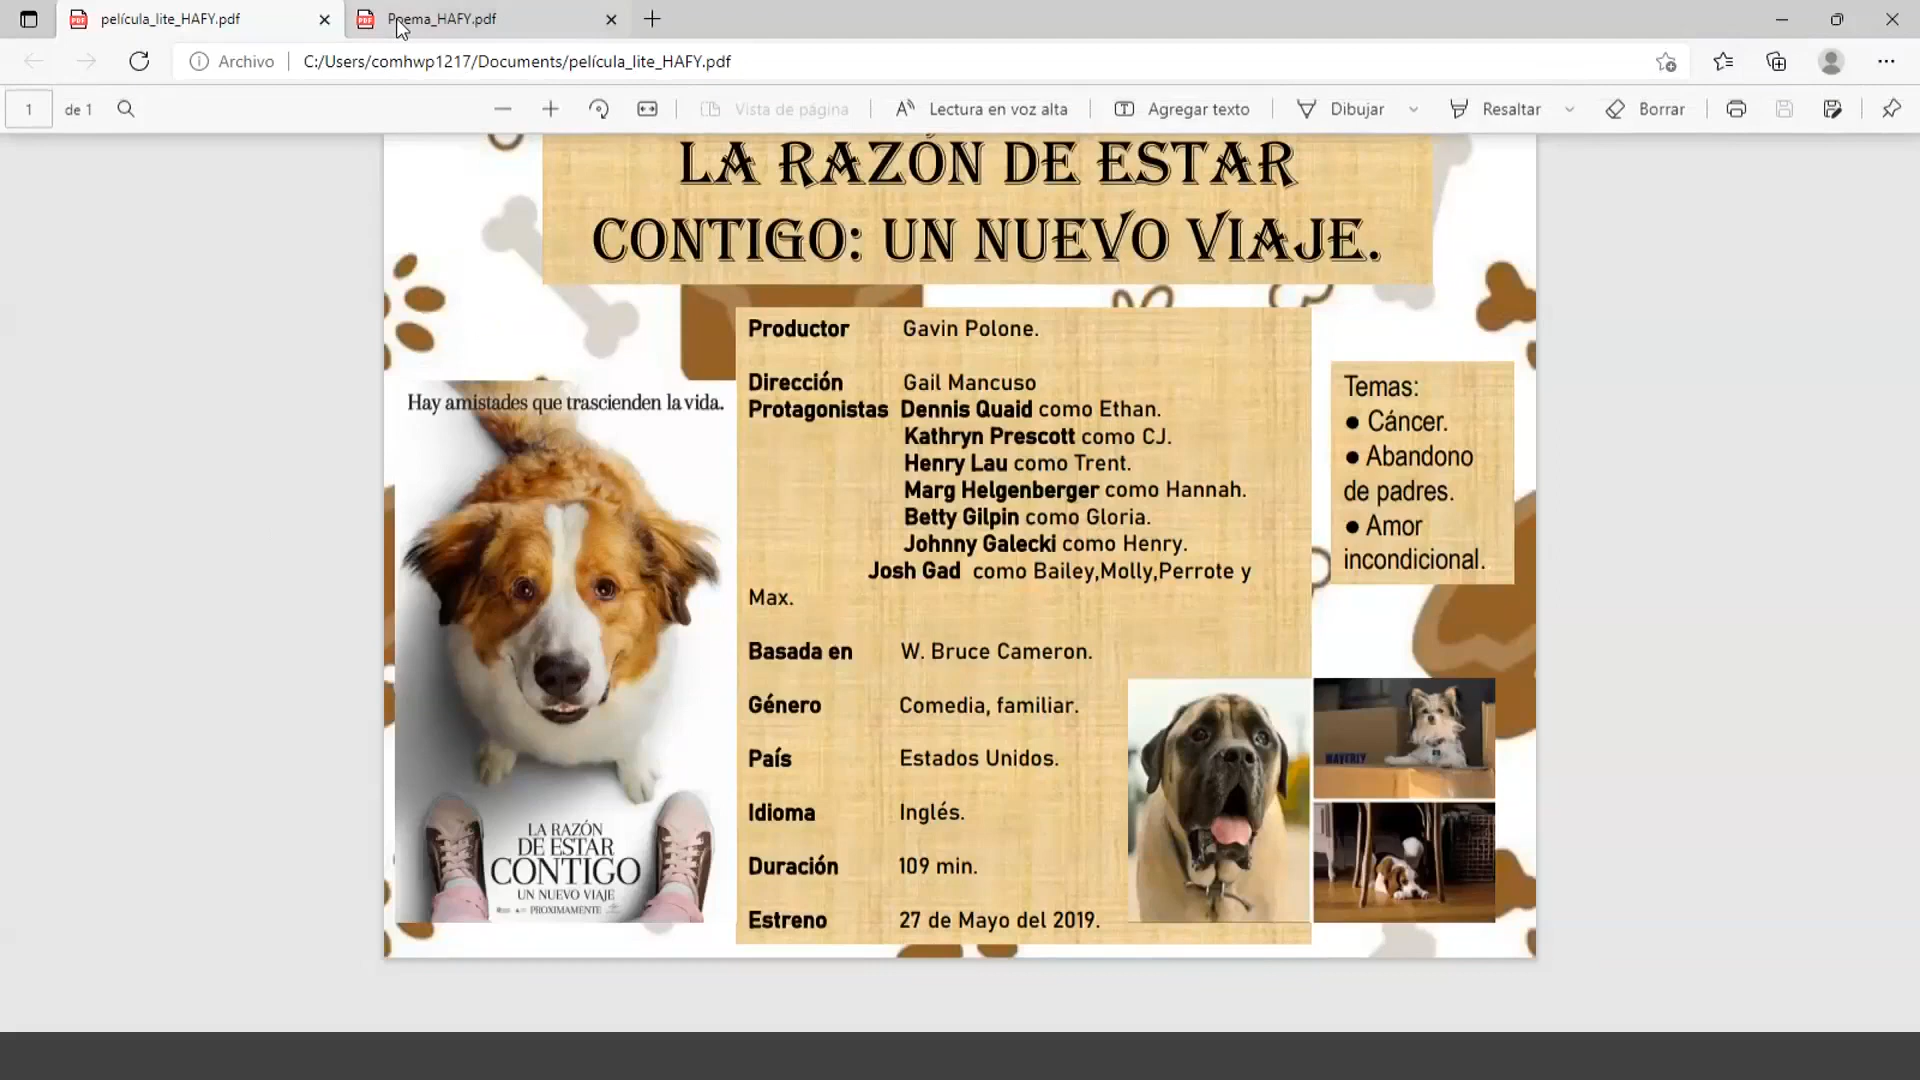 película_lite_HAFY.pdf
Poema_HAFY.pdf
Archivo
C:/Users/comhwp1217/Documents/película_lite_HAFY.pdf
1 de 1
Vista de página
Lectura en voz alta
Agregar texto
Dibujar
Resaltar
Borrar
LA RAZÓN DE ESTAR
CONTIGO: UN NUEVO VIAJE.
Hay amistades que trascienden la vida.
LA RAZÓN
DE ESTAR
CONTIGO
UN NUEVO VIAJE
PROXIMAMENTE
Productor Gavin Polone.
Dirección Gail Mancuso
Protagonistas Dennis Quaid como Ethan.
Kathryn Prescott como CJ.
Henry Lau como Trent.
Marg Helgenberger como Hannah.
Betty Gilpin como Gloria.
Johnny Galecki como Henry.
Josh Gad como Bailey,Molly,Perrote y
Max.
Basada en W. Bruce Cameron.
Género Comedia, familiar.
País Estados Unidos.
Idioma Inglés.
Duración 109 min.
Estreno 27 de Mayo del 2019.
Temas:
● Cáncer.
● Abandono
de padres.
● Amor
incondicional.
WAVERLY